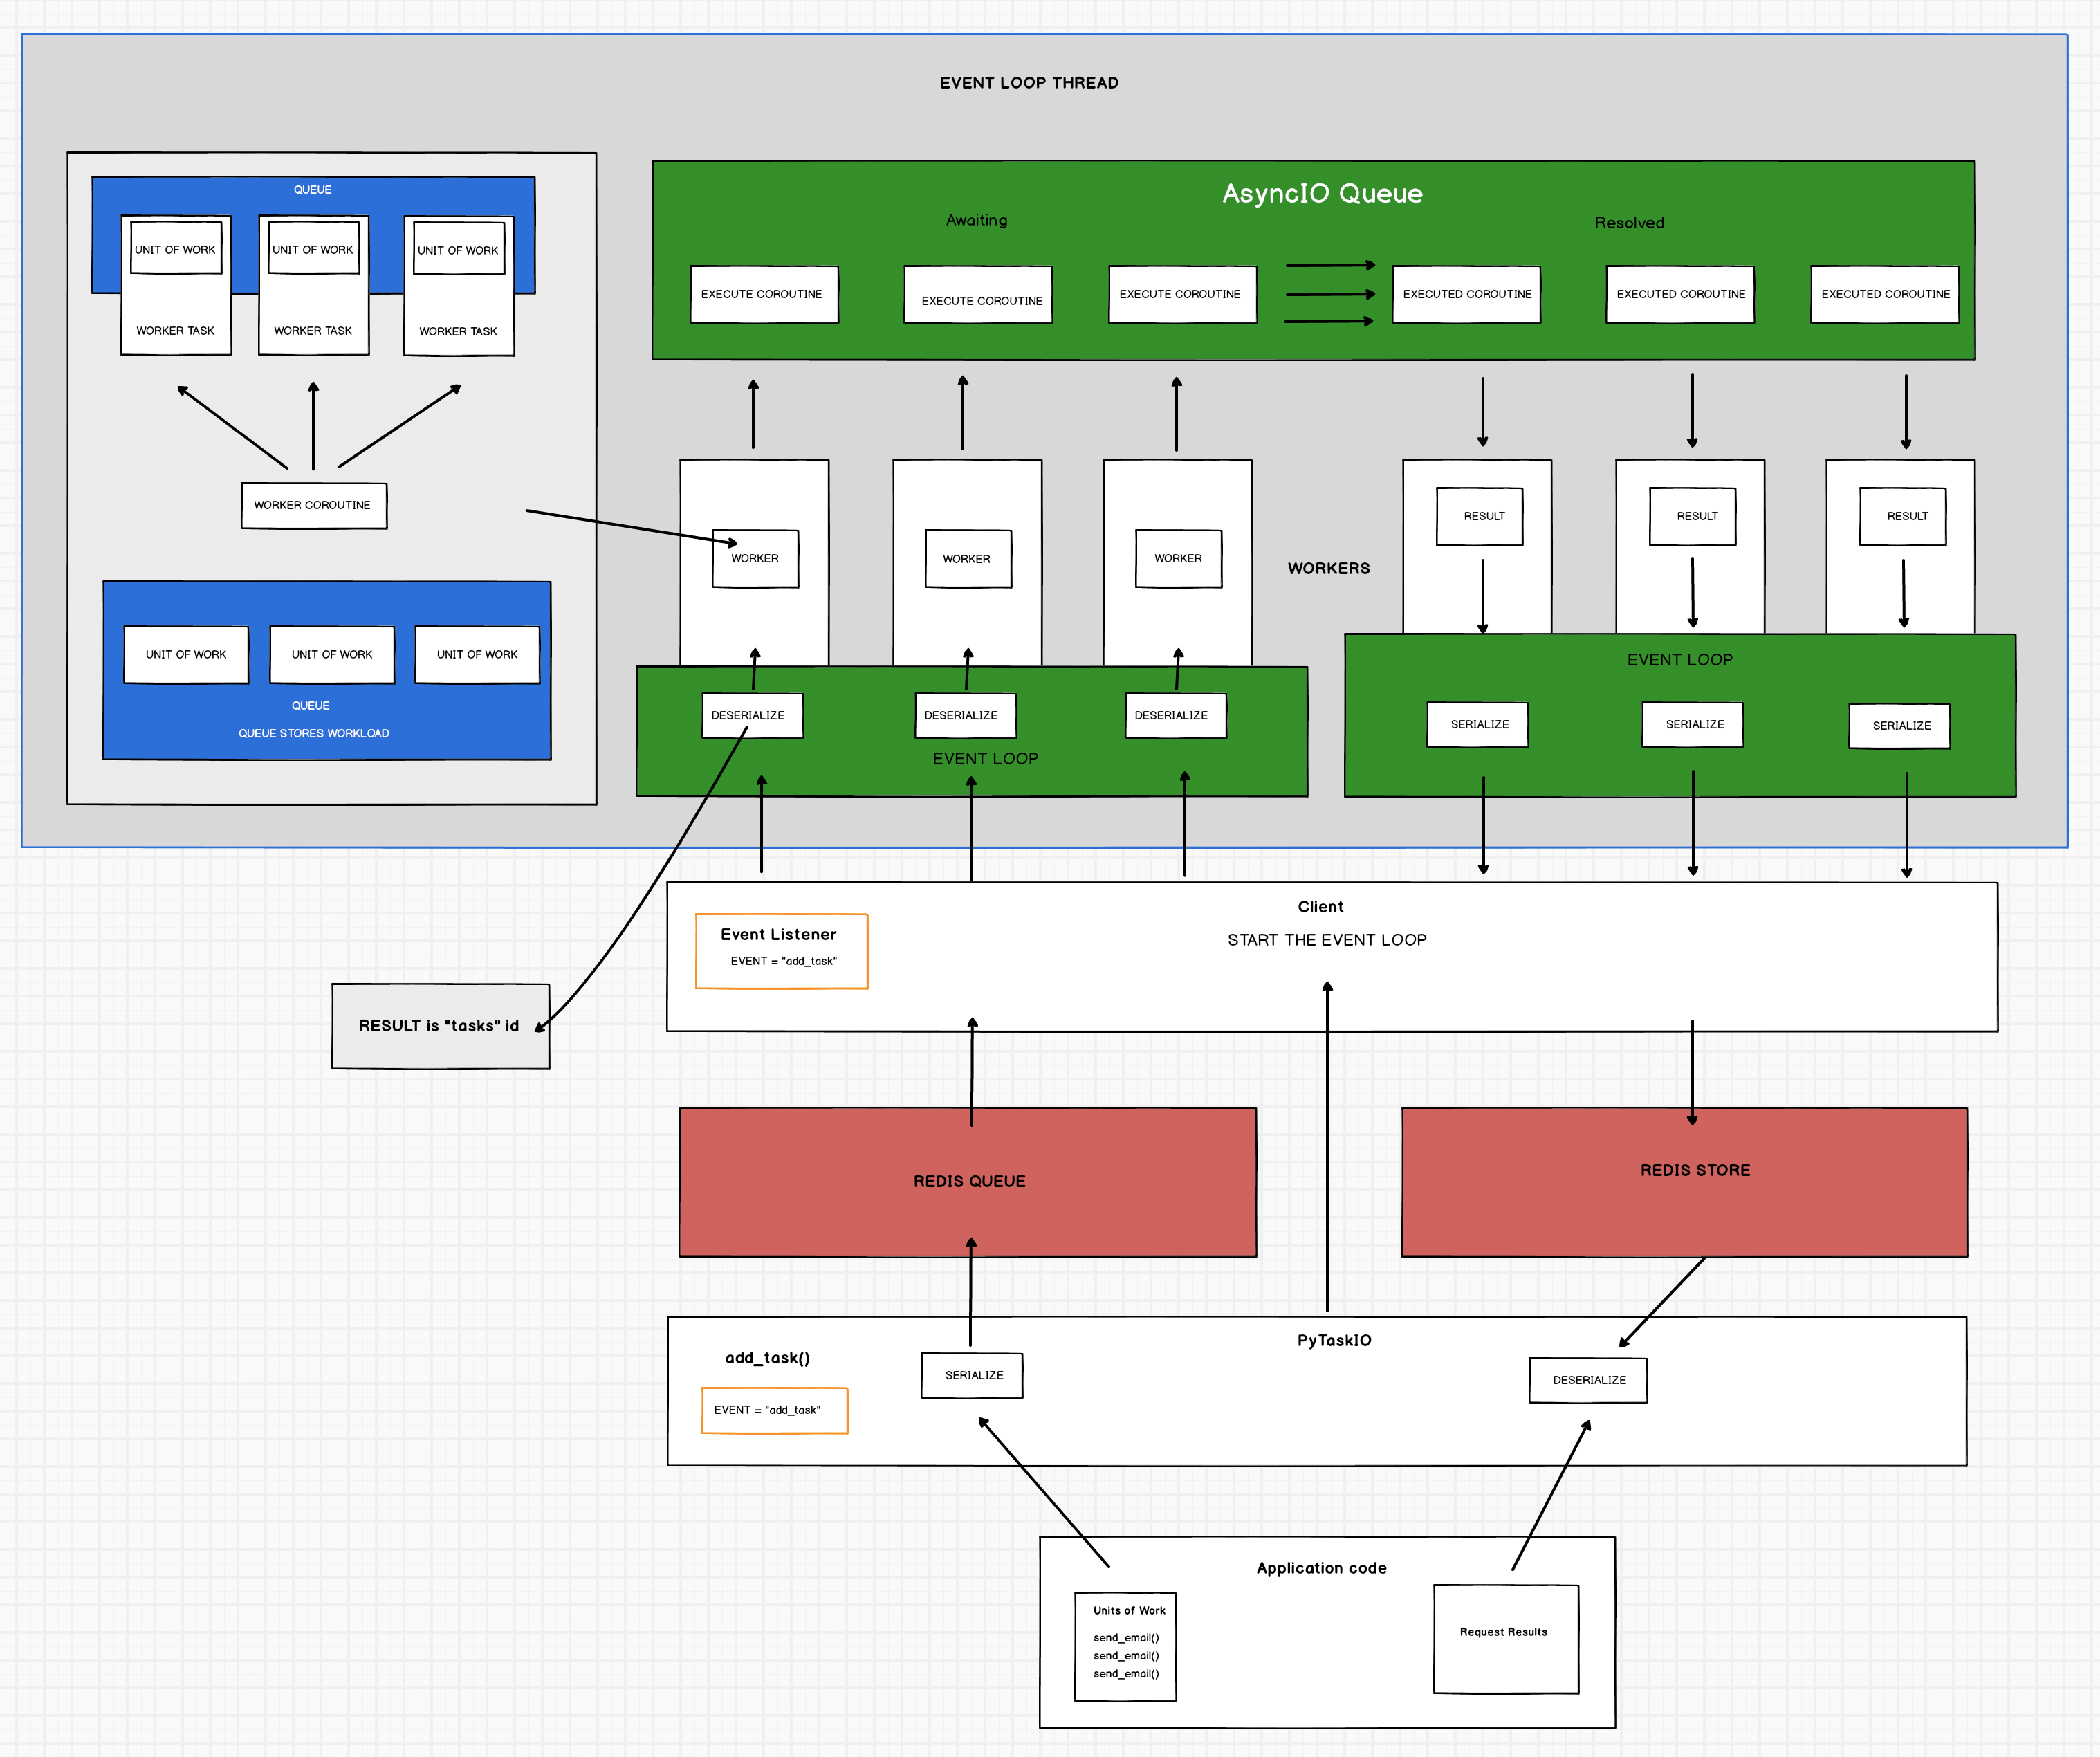 EVENT LOOP THREAD
QUEUE
UNIT OF WORK
UNIT OF WORK
UNIT OF WORK
WORKER TASK
WORKER TASK
WORKER TASK
WORKER COROUTINE
UNIT OF WORK
UNIT OF WORK
UNIT OF WORK
QUEUE
QUEUE STORES WORKLOAD
AsyncIO Queue
Awaiting
Resolved
EXECUTE COROUTINE
EXECUTE COROUTINE
EXECUTE COROUTINE
EXECUTED COROUTINE
EXECUTED COROUTINE
EXECUTED COROUTINE
WORKER
WORKER
WORKER
WORKERS
RESULT
RESULT
RESULT
DESERIALIZE
DESERIALIZE
DESERIALIZE
EVENT LOOP
EVENT LOOP
SERIALIZE
SERIALIZE
SERIALIZE
Client
START THE EVENT LOOP
Event Listener
EVENT = "add_task"
RESULT is "tasks" id
REDIS QUEUE
REDIS STORE
PyTaskIO
add_task()
EVENT = "add_task"
SERIALIZE
DESERIALIZE
Application code
Units of Work
send_email()
send_email()
send_email()
Request Results